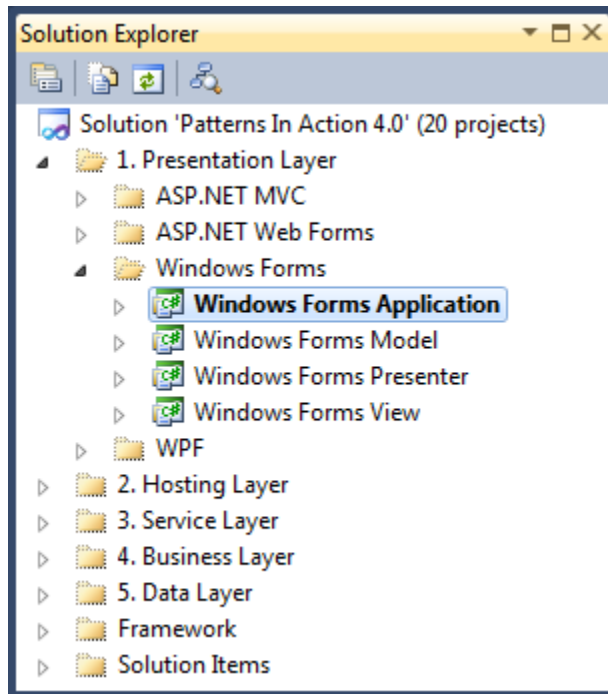 Solution Explorer
Solution 'Patterns In Action 4.0' (20 projects)
1. Presentation Layer
ASP.NET MVC
ASP.NET Web Forms
Windows Forms
Windows Forms Application
Windows Forms Model
Windows Forms Presenter
Windows Forms View
WPF
2. Hosting Layer
3. Service Layer
4. Business Layer
5. Data Layer
Framework
Solution Items